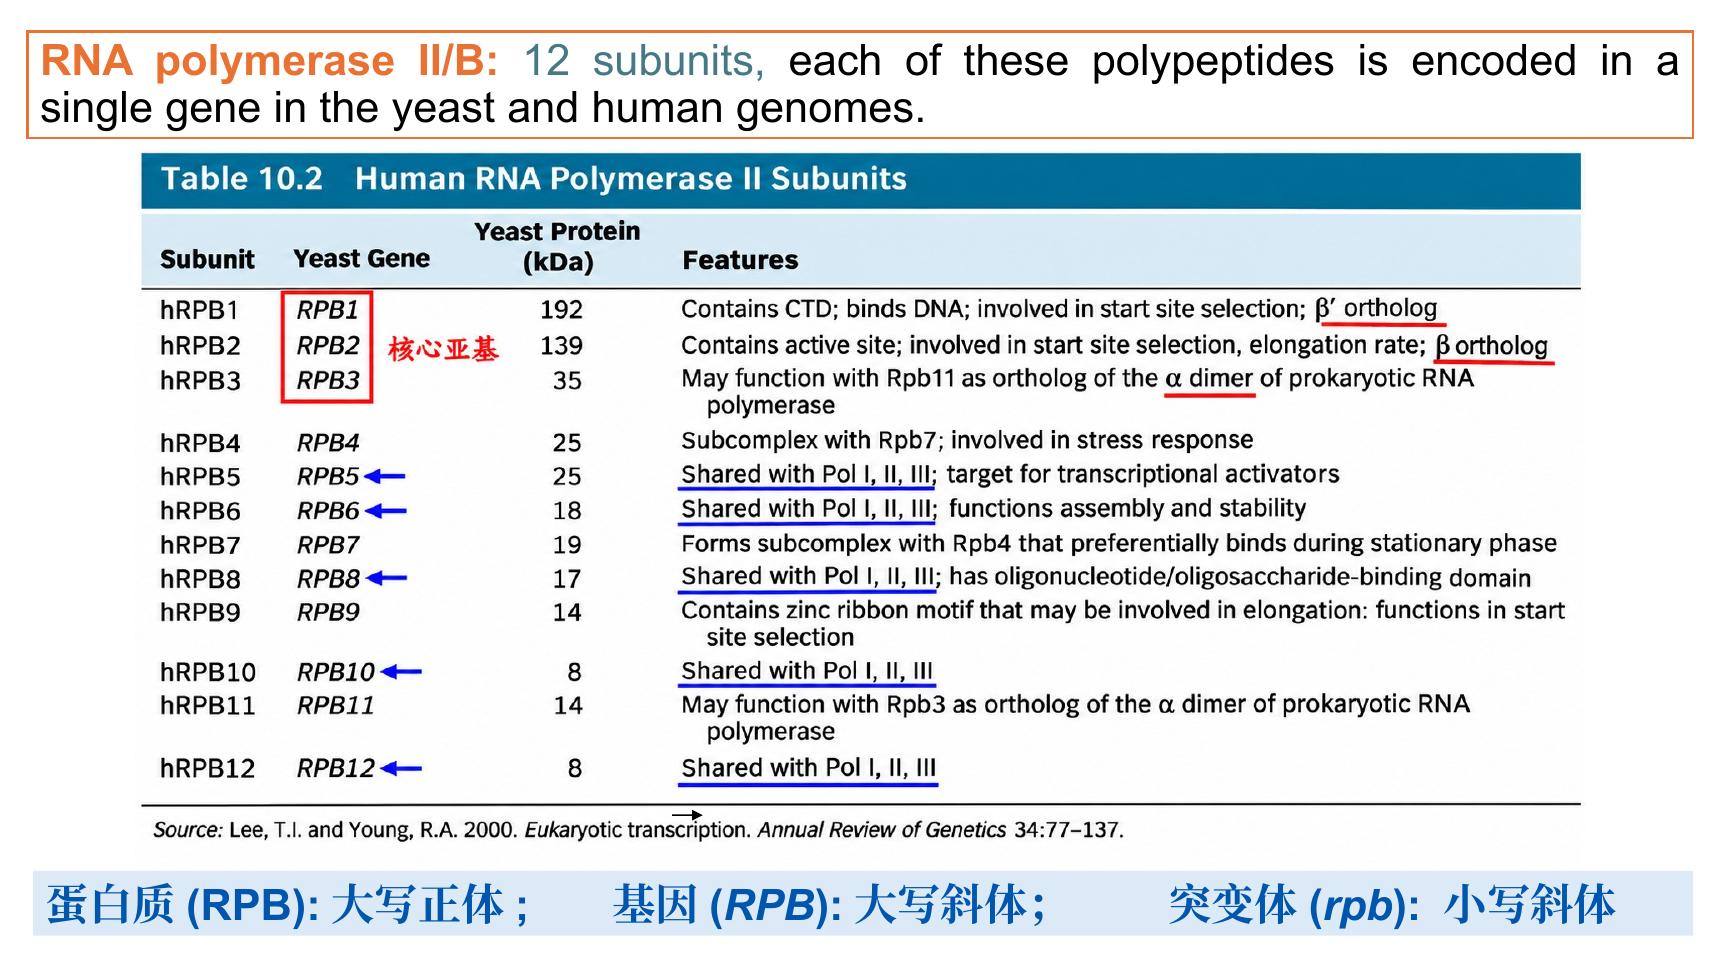 RNA polymerase II/B: 12 subunits, each of these polypeptides is encoded in a
single gene in the yeast and human genomes.
Table 10.2 Human RNA Polymerase II Subunits
Yeast Protein
Subunit Yeast Gene (kDa) Features
hRPB1 RPB1 192 Contains CTD; binds DNA; involved in start site selection; β′ ortholog
hRPB2 RPB2 核心亚基 139 Contains active site; involved in start site selection, elongation rate; β ortholog
hRPB3 RPB3 35 May function with Rpb11 as ortholog of the α dimer of prokaryotic RNA
polymerase
hRPB4 RPB4 25 Subcomplex with Rpb7; involved in stress response
hRPB5 RPB5 25 Shared with Pol I, II, III; target for transcriptional activators
hRPB6 RPB6 18 Shared with Pol I, II, III; functions assembly and stability
hRPB7 RPB7 19 Forms subcomplex with Rpb4 that preferentially binds during stationary phase
hRPB8 RPB8 17 Shared with Pol I, II, III; has oligonucleotide/oligosaccharide-binding domain
hRPB9 RPB9 14 Contains zinc ribbon motif that may be involved in elongation: functions in start
site selection
hRPB10 RPB10 8 Shared with Pol I, II, III
hRPB11 RPB11 14 May function with Rpb3 as ortholog of the α dimer of prokaryotic RNA
polymerase
hRPB12 RPB12 8 Shared with Pol I, II, III
Source: Lee, T.I. and Young, R.A. 2000. Eukaryotic transcription. Annual Review of Genetics 34:77–137.
蛋白质 (RPB): 大写正体 ; 基因 (RPB): 大写斜体; 突变体 (rpb): 小写斜体